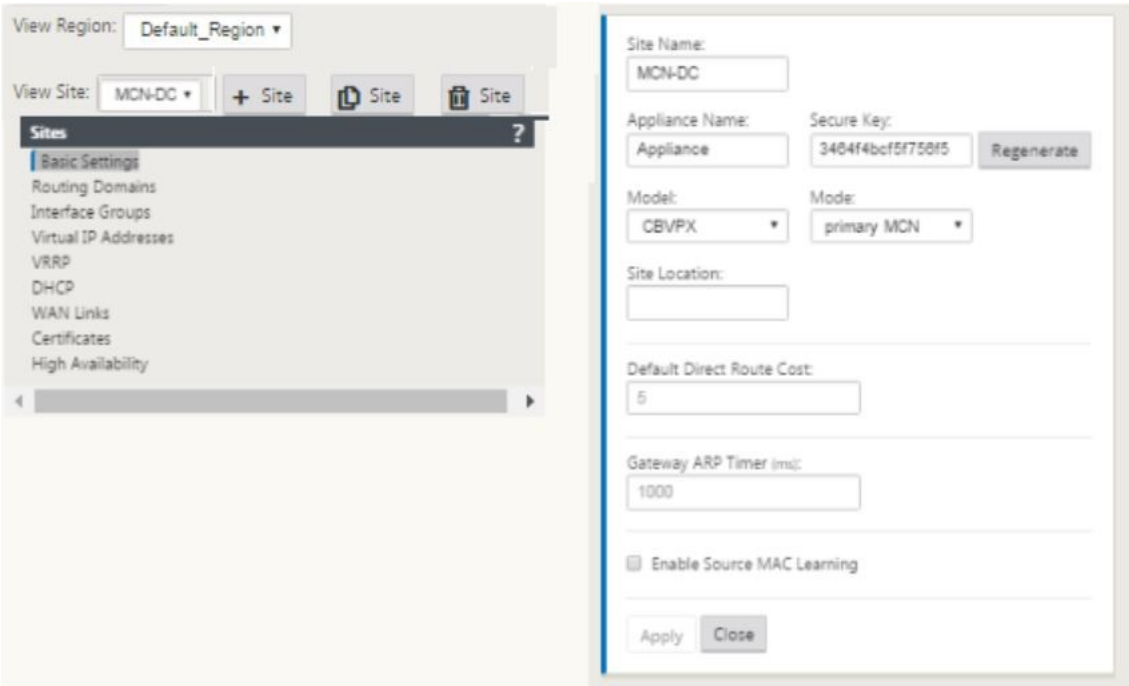 View Region: Default_Region
View Site: MCN-DC + Site Site Site
Sites ?
Basic Settings
Routing Domains
Interface Groups
Virtual IP Addresses
VRRP
DHCP
WAN Links
Certificates
High Availability
Site Name:
MCN-DC
Appliance Name: Secure Key:
Appliance 3464f4bcf5f756f5 Regenerate
Model: Mode:
CBVPX primary MCN
Site Location:
Default Direct Route Cost:
5
Gateway ARP Timer (ms):
1000
Enable Source MAC Learning
Apply Close